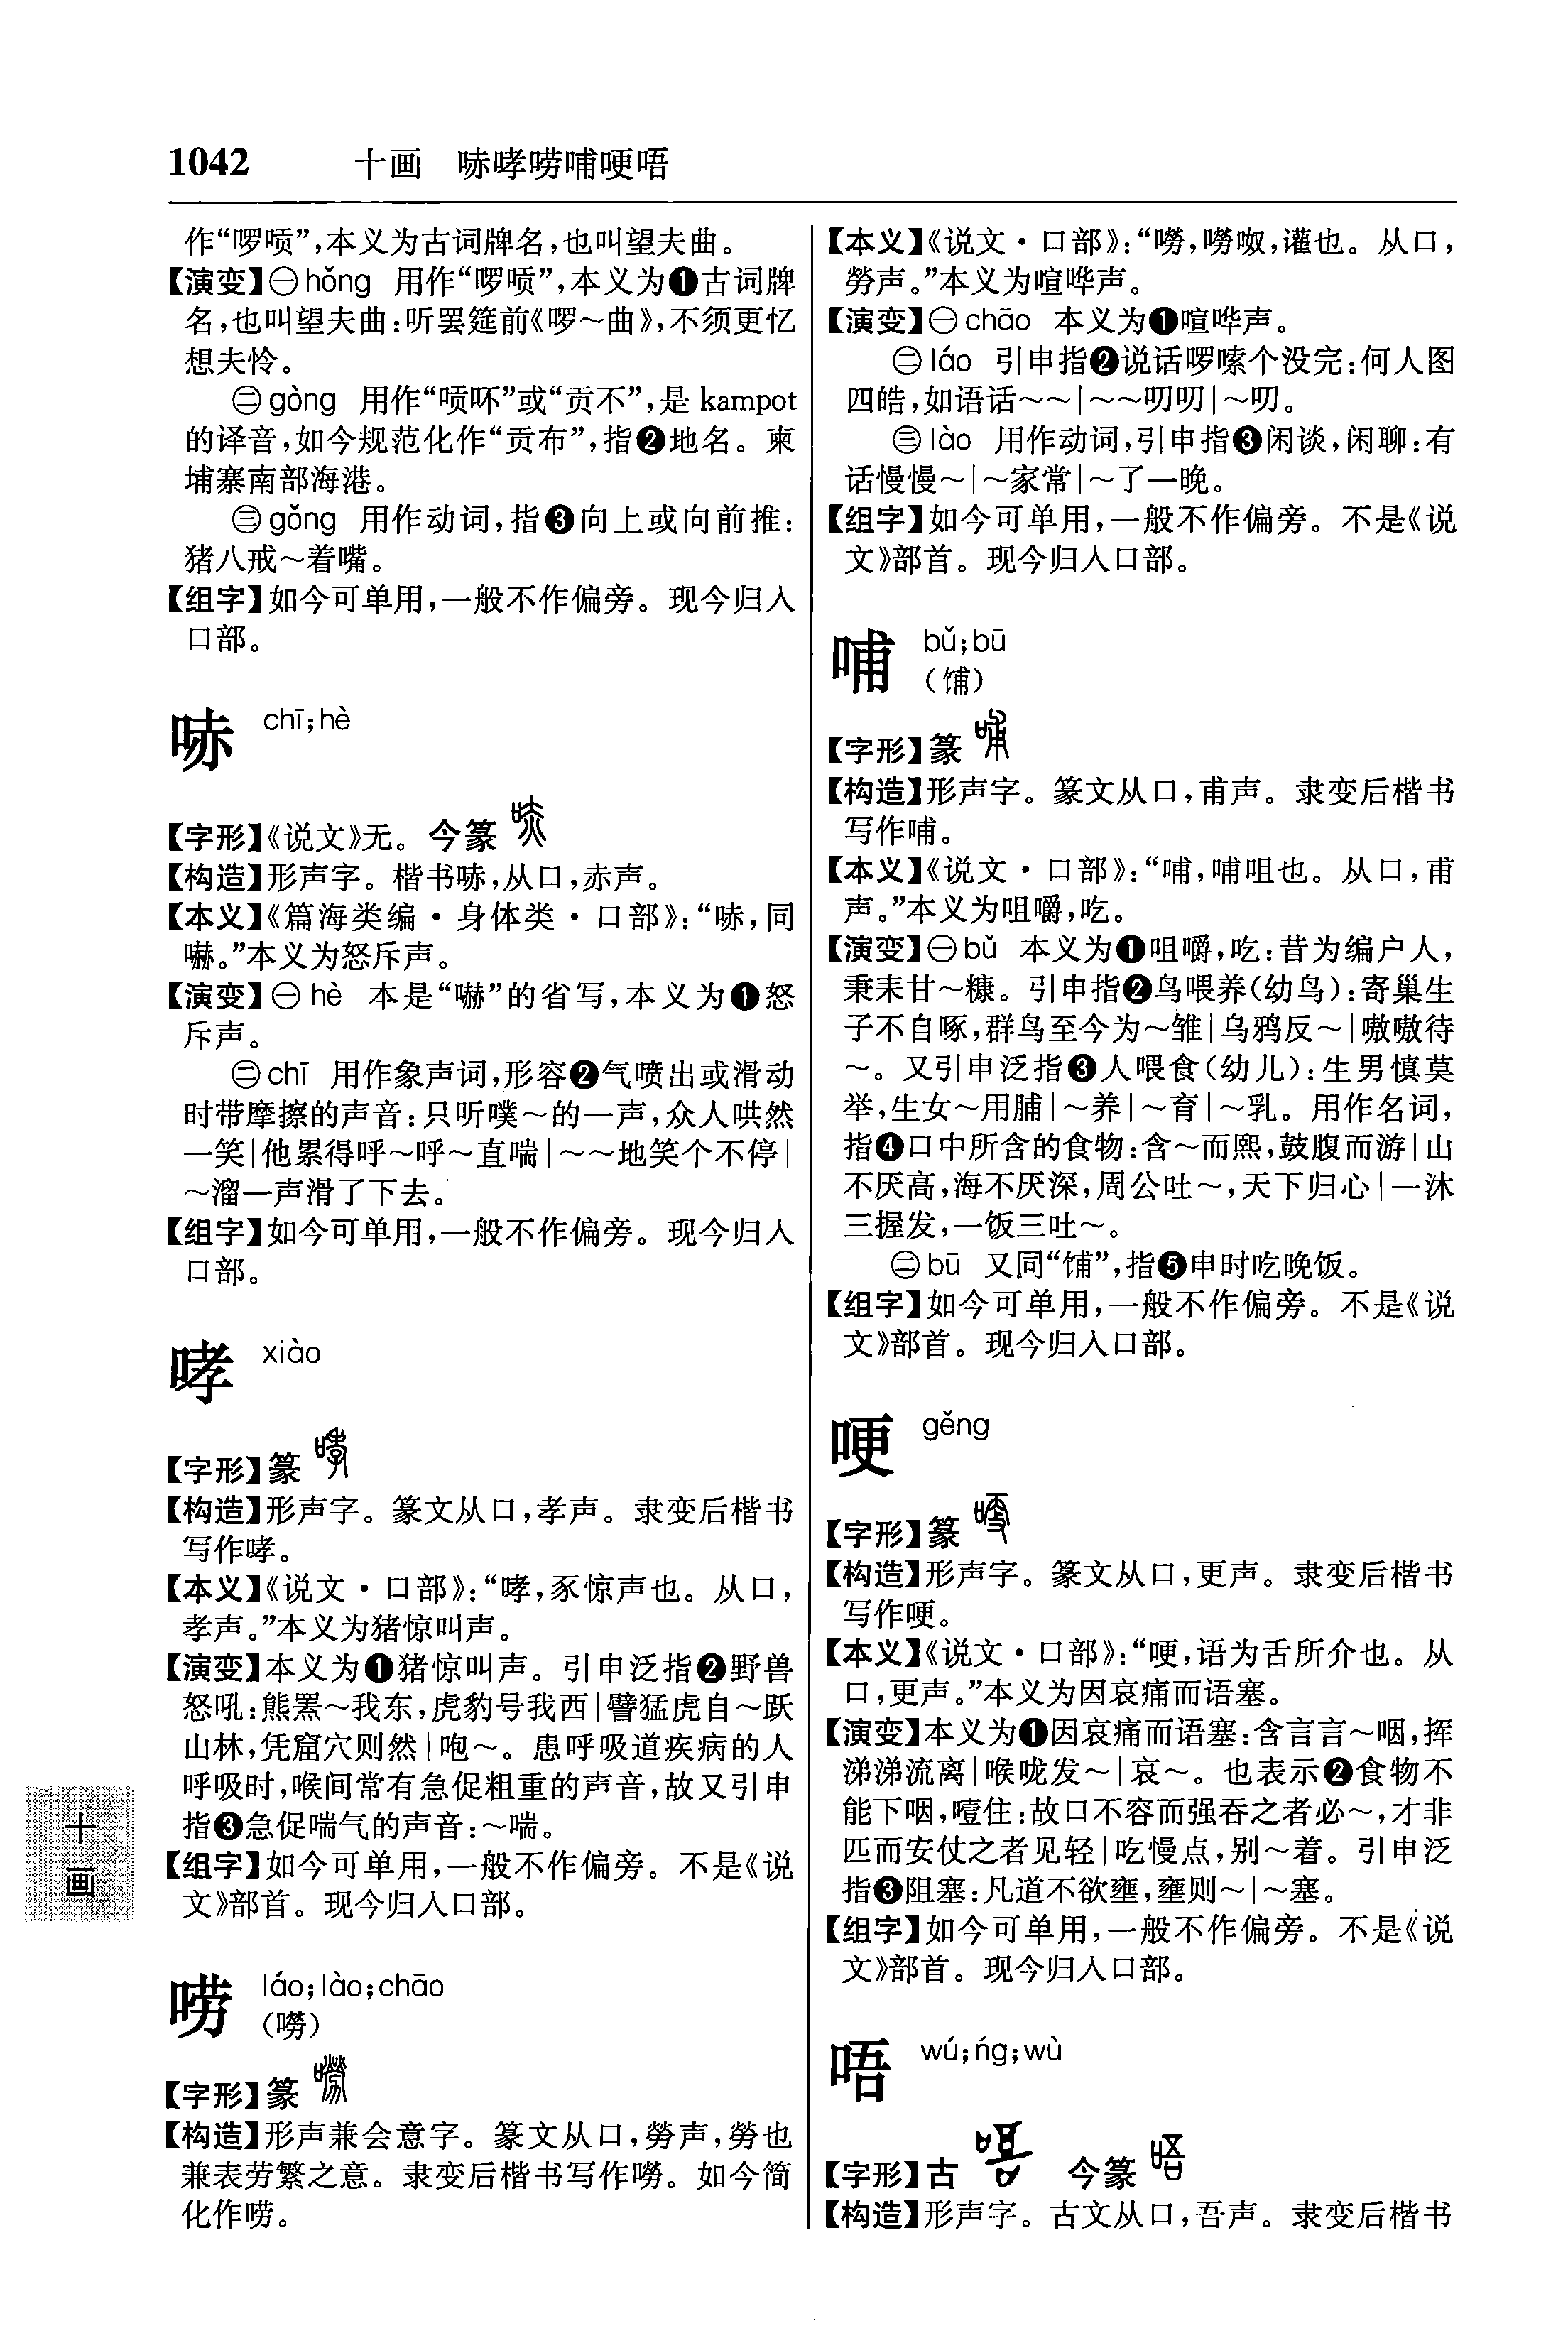 1042 十画 哧哮唠哺哽唔
作“啰唝”,本义为古词牌名,也叫望夫曲。
【演变】㊀hǒng 用作“啰唝”,本义为❶古词牌
名,也叫望夫曲:听罢筵前《啰～曲》,不须更忆
想夫怜。
㊁gòng 用作“唝吥”或“贡不”,是 kampot
的译音,如今规范化作“贡布”,指❷地名。柬
埔寨南部海港。
㊂gǒng 用作动词,指❸向上或向前推:
猪八戒～着嘴。
【组字】如今可单用,一般不作偏旁。现今归入
口部。
哧 chī;hè
【字形】《说文》无。今篆
【构造】形声字。楷书哧,从口,赤声。
【本义】《篇海类编·身体类·口部》:“哧,同
嚇。”本义为怒斥声。
【演变】㊀hè 本是“嚇”的省写,本义为❶怒
斥声。
㊁chī 用作象声词,形容❷气喷出或滑动
时带摩擦的声音:只听噗～的一声,众人哄然
一笑|他累得呼～呼～直喘|～～地笑个不停|
～溜一声滑了下去。
【组字】如今可单用,一般不作偏旁。现今归入
口部。
哮 xiào
【字形】篆
【构造】形声字。篆文从口,孝声。隶变后楷书
写作哮。
【本义】《说文·口部》:“哮,豕惊声也。从口,
孝声。”本义为猪惊叫声。
【演变】本义为❶猪惊叫声。引申泛指❷野兽
怒吼:熊罴～我东,虎豹号我西|譬猛虎自～跃
山林,凭窟穴则然|咆～。患呼吸道疾病的人
呼吸时,喉间常有急促粗重的声音,故又引申
指❸急促喘气的声音:～喘。
【组字】如今可单用,一般不作偏旁。不是《说
文》部首。现今归入口部。
唠 láo;lào;chāo
(嘮)
【字形】篆
【构造】形声兼会意字。篆文从口,勞声,勞也
兼表劳繁之意。隶变后楷书写作嘮。如今简
化作唠。
【本义】《说文·口部》:“嘮,嘮呶,讙也。从口,
勞声。”本义为喧哗声。
【演变】㊀chāo 本义为❶喧哗声。
㊁láo 引申指❷说话啰嗦个没完:何人图
四皓,如语话～～|～～叨叨|～叨。
㊂lào 用作动词,引申指❸闲谈,闲聊:有
话慢慢～|～家常|～了一晚。
【组字】如今可单用,一般不作偏旁。不是《说
文》部首。现今归入口部。
哺 bǔ;bū
(餔)
【字形】篆
【构造】形声字。篆文从口,甫声。隶变后楷书
写作哺。
【本义】《说文·口部》:“哺,哺咀也。从口,甫
声。”本义为咀嚼,吃。
【演变】㊀bǔ 本义为❶咀嚼,吃:昔为编户人,
秉耒甘～糠。引申指❷鸟喂养(幼鸟):寄巢生
子不自啄,群鸟至今为～雏|乌鸦反～|嗷嗷待
～。又引申泛指❸人喂食(幼儿):生男慎莫
举,生女～用脯|～养|～育|～乳。用作名词,
指❹口中所含的食物:含～而熙,鼓腹而游|山
不厌高,海不厌深,周公吐～,天下归心|一沐
三握发,一饭三吐～。
㊁bū 又同“餔”,指❺申时吃晚饭。
【组字】如今可单用,一般不作偏旁。不是《说
文》部首。现今归入口部。
哽 gěng
【字形】篆
【构造】形声字。篆文从口,更声。隶变后楷书
写作哽。
【本义】《说文·口部》:“哽,语为舌所介也。从
口,更声。”本义为因哀痛而语塞。
【演变】本义为❶因哀痛而语塞:含言言～咽,挥
涕涕流离|喉咙发～|哀～。也表示❷食物不
能下咽,噎住:故口不容而强吞之者必～,才非
匹而安仗之者见轻|吃慢点,别～着。引申泛
指❸阻塞:凡道不欲壅,壅则～|～塞。
【组字】如今可单用,一般不作偏旁。不是《说
文》部首。现今归入口部。
唔 wú;ńg;wù
【字形】古 今篆
【构造】形声字。古文从口,吾声。隶变后楷书
十
画